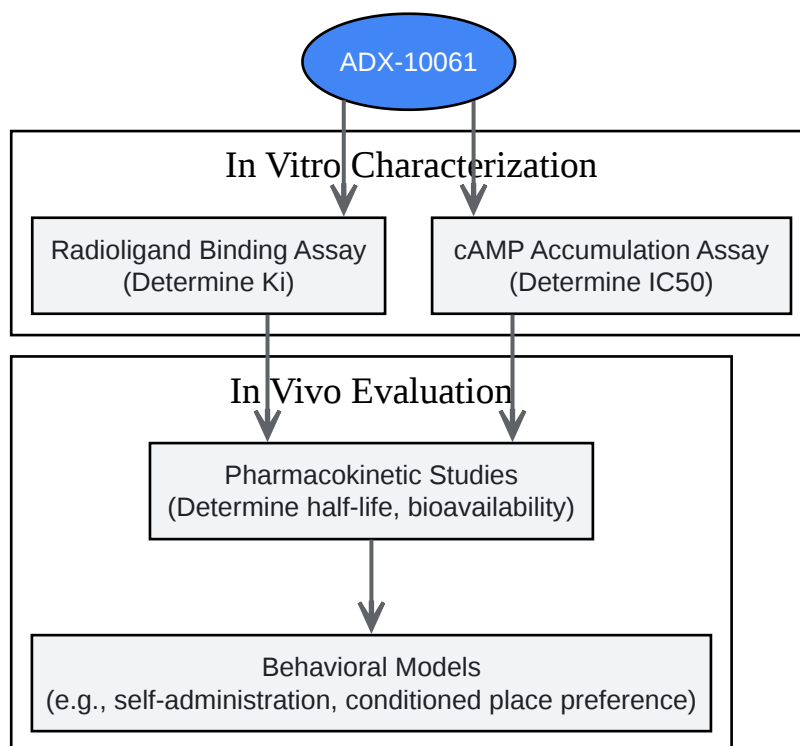 ADX-10061
In Vitro Characterization
Radioligand Binding Assay
(Determine Ki)
cAMP Accumulation Assay
(Determine IC50)
In Vivo Evaluation
Pharmacokinetic Studies
(Determine half-life, bioavailability)
Behavioral Models
(e.g., self-administration, conditioned place preference)